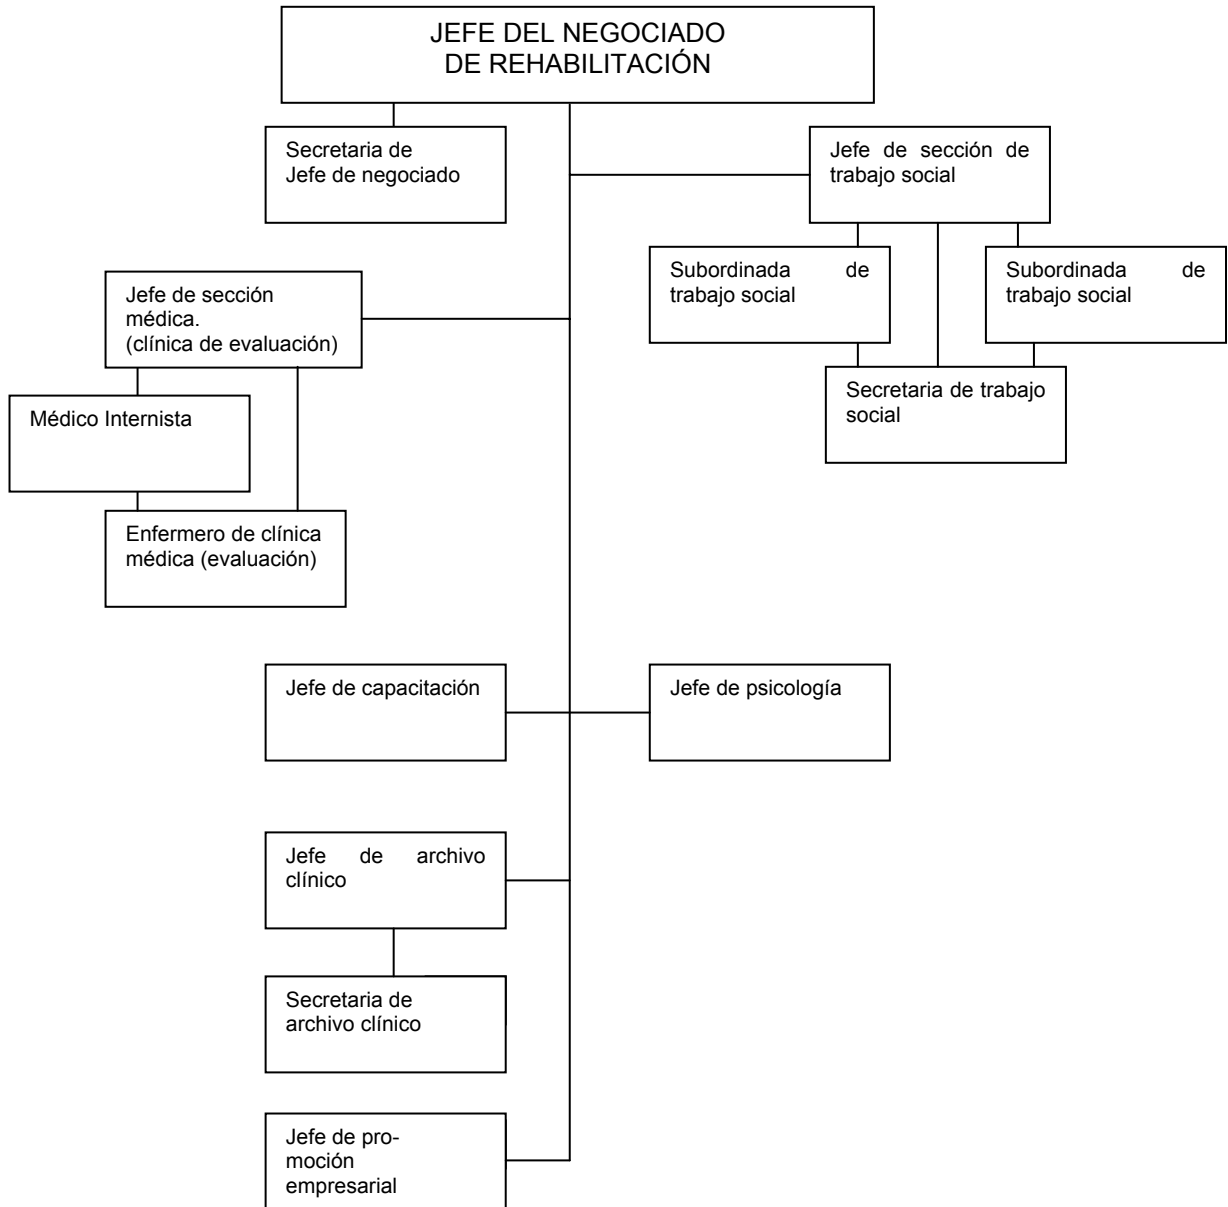 JEFE DEL NEGOCIADO
DE REHABILITACIÓN
Secretaria de
Jefe de negociado
Jefe de sección de
trabajo social
Subordinada de
trabajo social
Subordinada de
trabajo social
Jefe de sección
médica.
(clínica de evaluación)
Secretaria de trabajo
social
Médico Internista
Enfermero de clínica
médica (evaluación)
Jefe de capacitación
Jefe de psicología
Jefe de archivo
clínico
Secretaria de
archivo clínico
Jefe de pro-
moción
empresarial